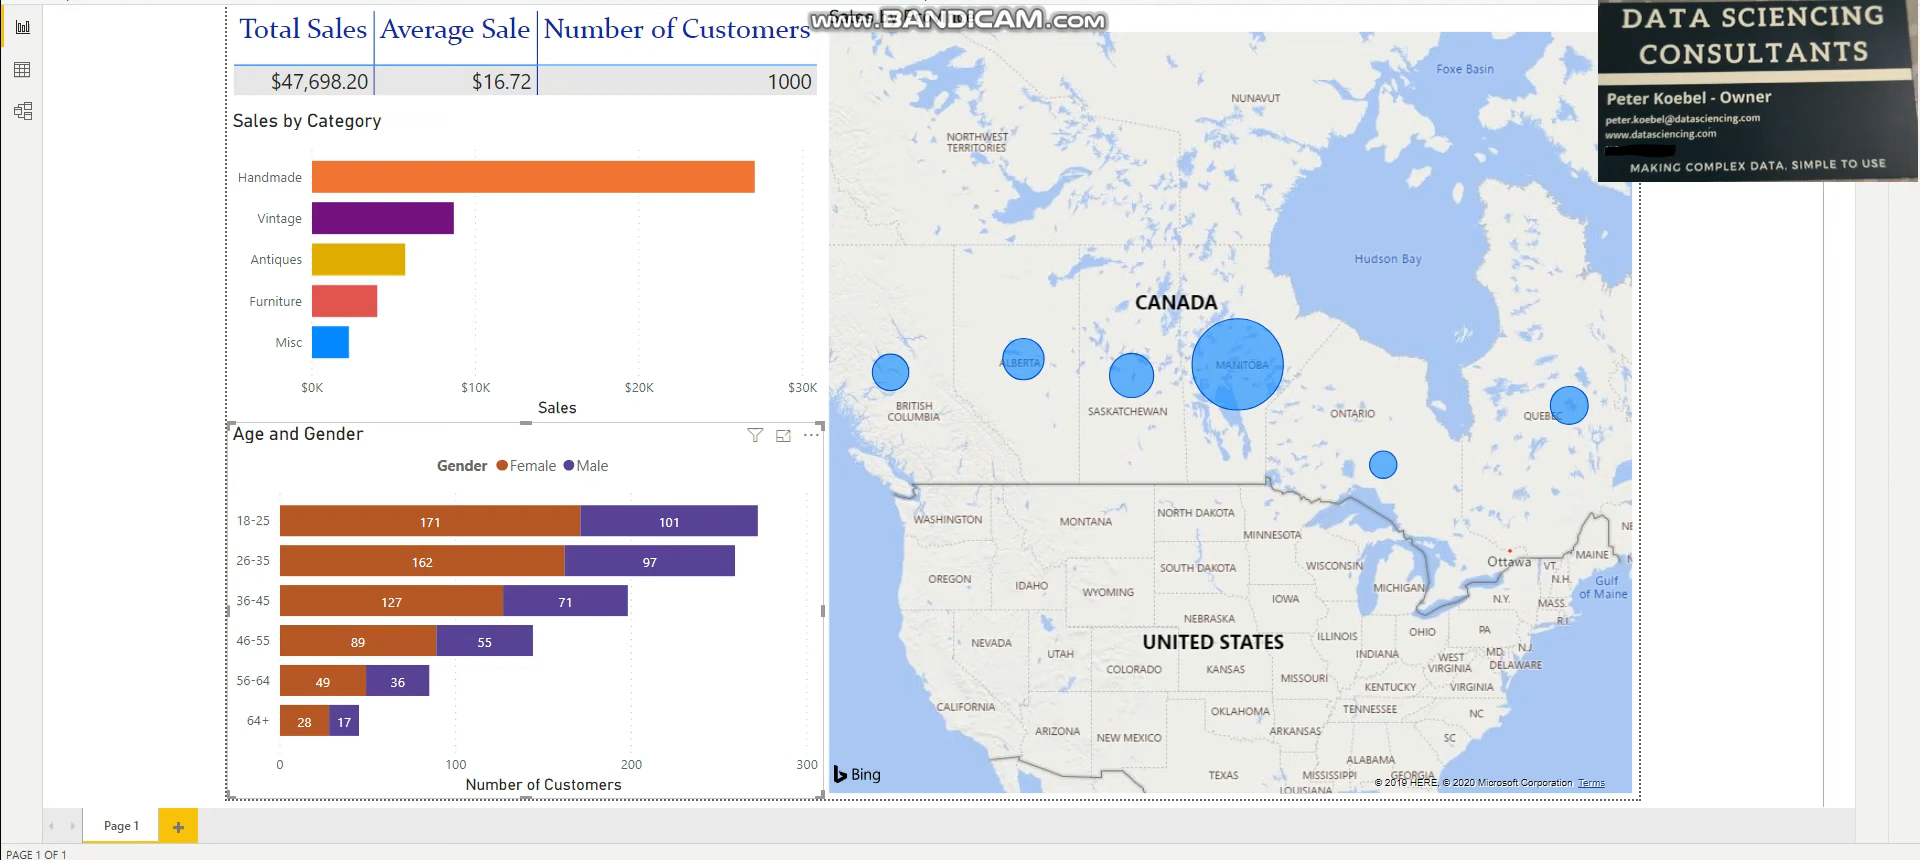 www.BANDICAM.com
Total Sales Average Sale Number of Customers
$47,698.20 $16.72 1000
Sales by Category
Handmade
Vintage
Antiques
Furniture
Misc
$0K $10K $20K $30K
Sales
Age and Gender
Gender Female Male
18-25 171 101
26-35 162 97
36-45 127 71
46-55 89 55
56-64 49 36
64+ 28 17
0 100 200 300
Number of Customers
Foxe Basin
NUNAVUT
NORTHWEST
TERRITORIES
Hudson Bay
CANADA
ALBERTA
MANITOBA
BRITISH
COLUMBIA
SASKATCHEWAN
ONTARIO
QUEBEC
WASHINGTON
MONTANA
NORTH DAKOTA
MINNESOTA
Ottawa
MAINE
NE
N
VT.
N.H.
Gulf
of Maine
OREGON
IDAHO
WYOMING
SOUTH DAKOTA
WISCONSIN
MICHIGAN
N.Y.
MASS.
R.I.
NEBRASKA
IOWA
NEVADA
UTAH
UNITED STATES
ILLINOIS
INDIANA
OHIO
PA
N.J.
MD.
DELAWARE
COLORADO
KANSAS
MISSOURI
WEST
VIRGINIA
KENTUCKY
VIRGINIA
CALIFORNIA
ARIZONA
NEW MEXICO
OKLAHOMA
ARKANSAS
TENNESSEE
NC
SC
TEXAS
MISSISSIPPI
ALABAMA
GEORGIA
LOUISIANA
Bing
© 2019 HERE, © 2020 Microsoft Corporation Terms
DATA SCIENCING
CONSULTANTS
Peter Koebel - Owner
peter.koebel@datasciencing.com
www.datasciencing.com
MAKING COMPLEX DATA, SIMPLE TO USE
Page 1
PAGE 1 OF 1